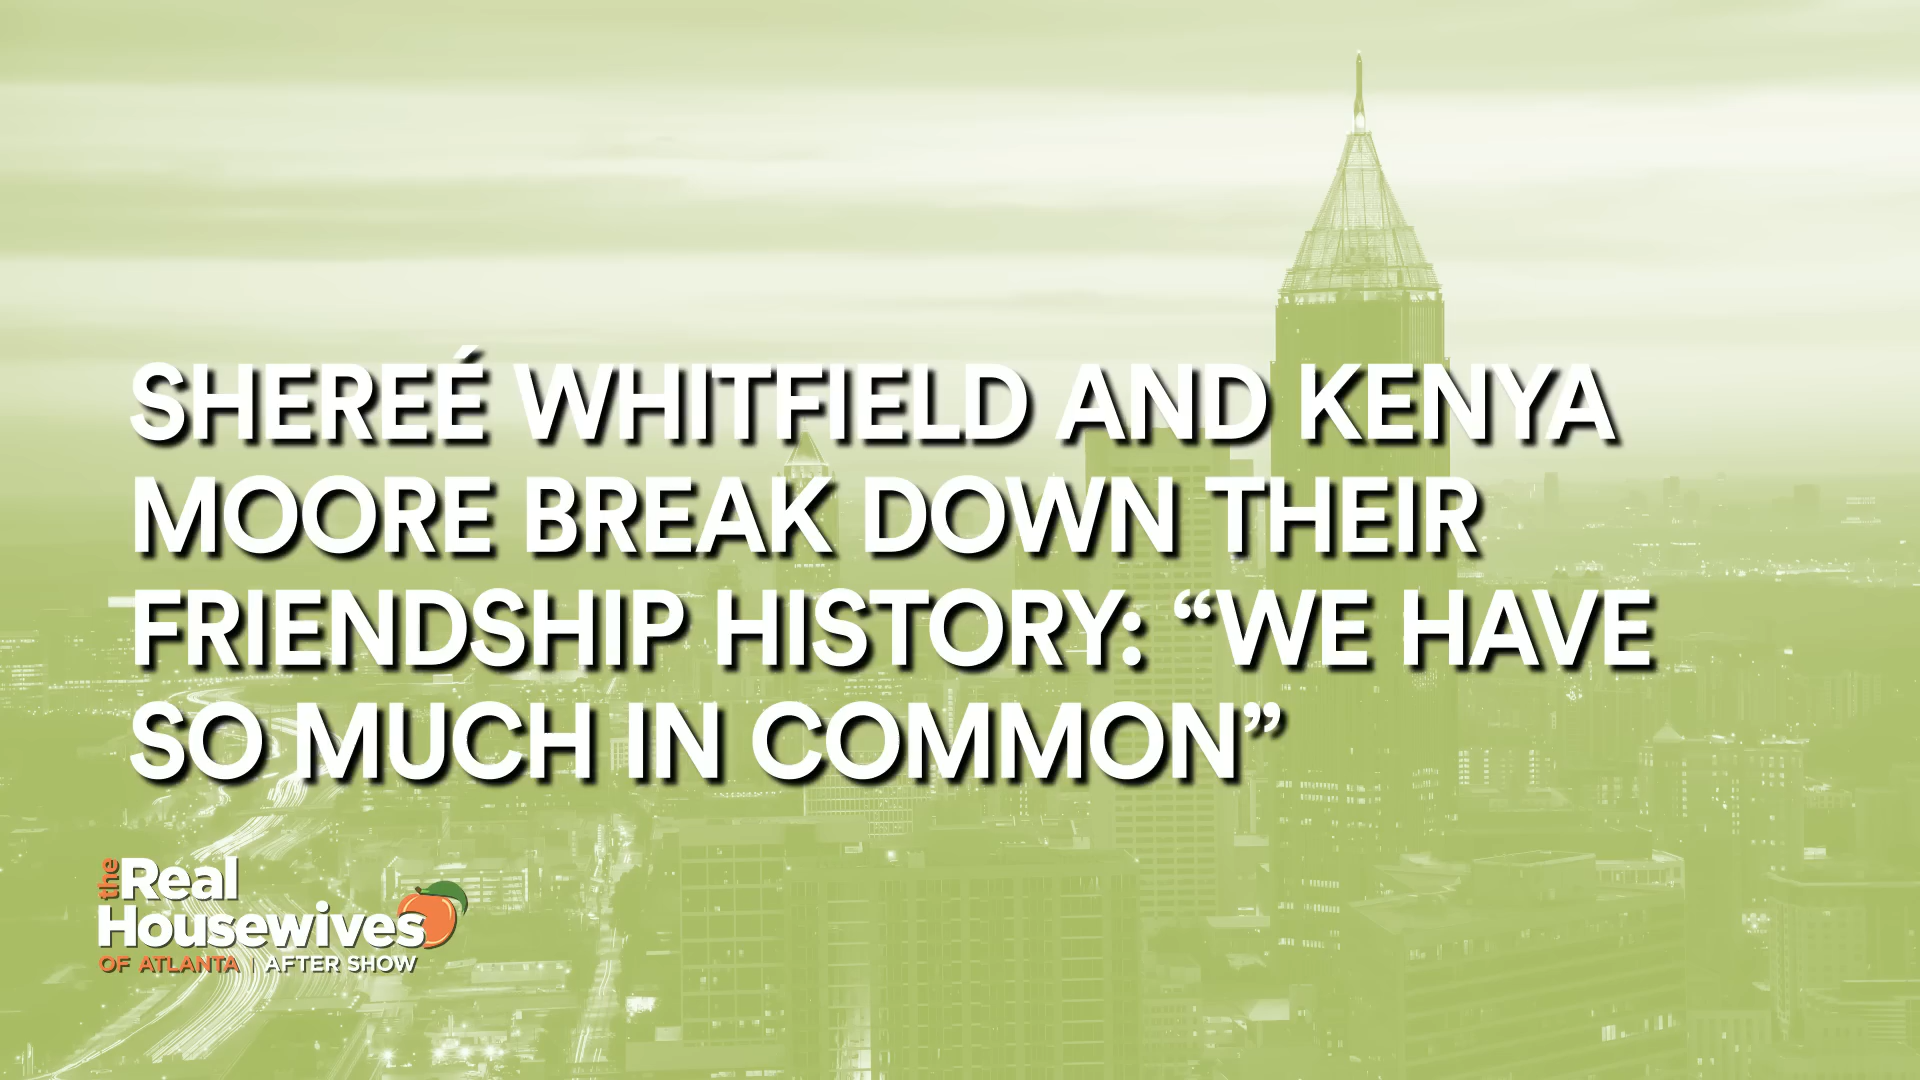 SHEREÉ WHITFIELD AND KENYA
MOORE BREAK DOWN THEIR
FRIENDSHIP HISTORY: “WE HAVE
SO MUCH IN COMMON”
the Real
Housewives
OF ATLANTA | AFTER SHOW